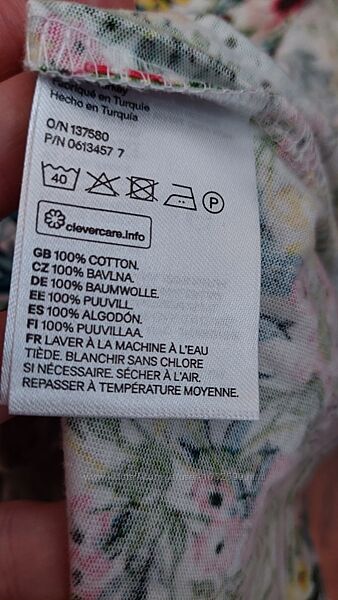 Fabriqué en Turquie
Hecho en Turquía
O/N 137580
P/N 0613457 7
40
P
clevercare.info
GB 100% COTTON.
CZ 100% BAVLNA.
DE 100% BAUMWOLLE.
EE 100% PUUVILL.
ES 100% ALGODÓN.
FI 100% PUUVILLAA.
FR LAVER À LA MACHINE À L'EAU
TIÈDE. BLANCHIR SANS CHLORE
SI NÉCESSAIRE. SÉCHER À L'AIR.
REPASSER À TEMPÉRATURE MOYENNE.